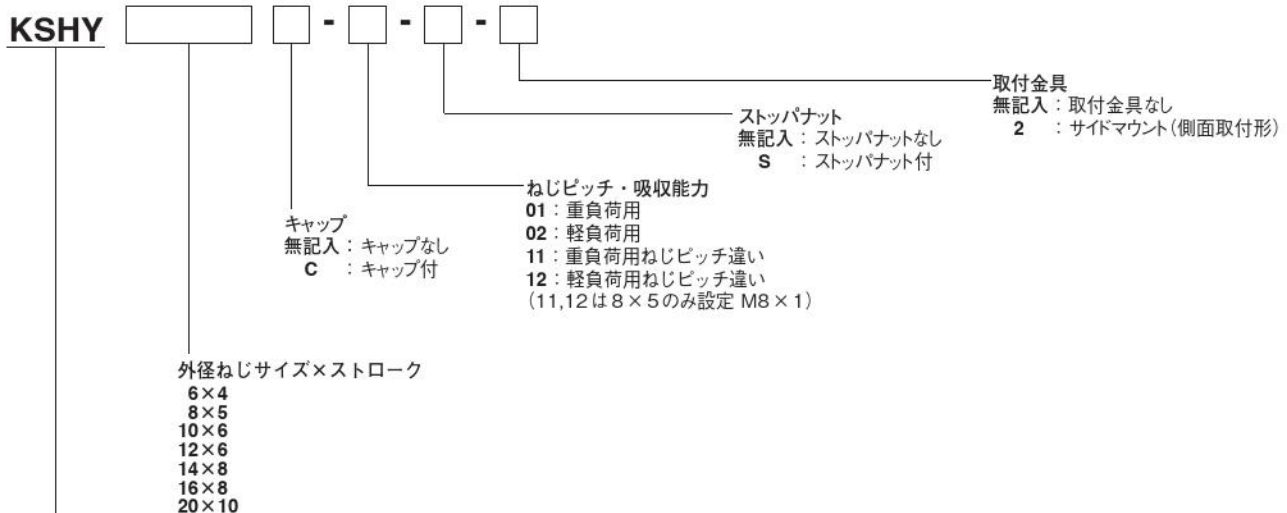 KSHY - - -
取付金具
無記入：取付金具なし
2：サイドマウント(側面取付形)
ストッパナット
無記入：ストッパナットなし
S：ストッパナット付
ねじピッチ・吸収能力
01：重負荷用
02：軽負荷用
11：重負荷用ねじピッチ違い
12：軽負荷用ねじピッチ違い
(11,12は8×5のみ設定 M8×1)
キャップ
無記入：キャップなし
C：キャップ付
外径ねじサイズ×ストローク
6×4
8×5
10×6
12×6
14×8
16×8
20×10